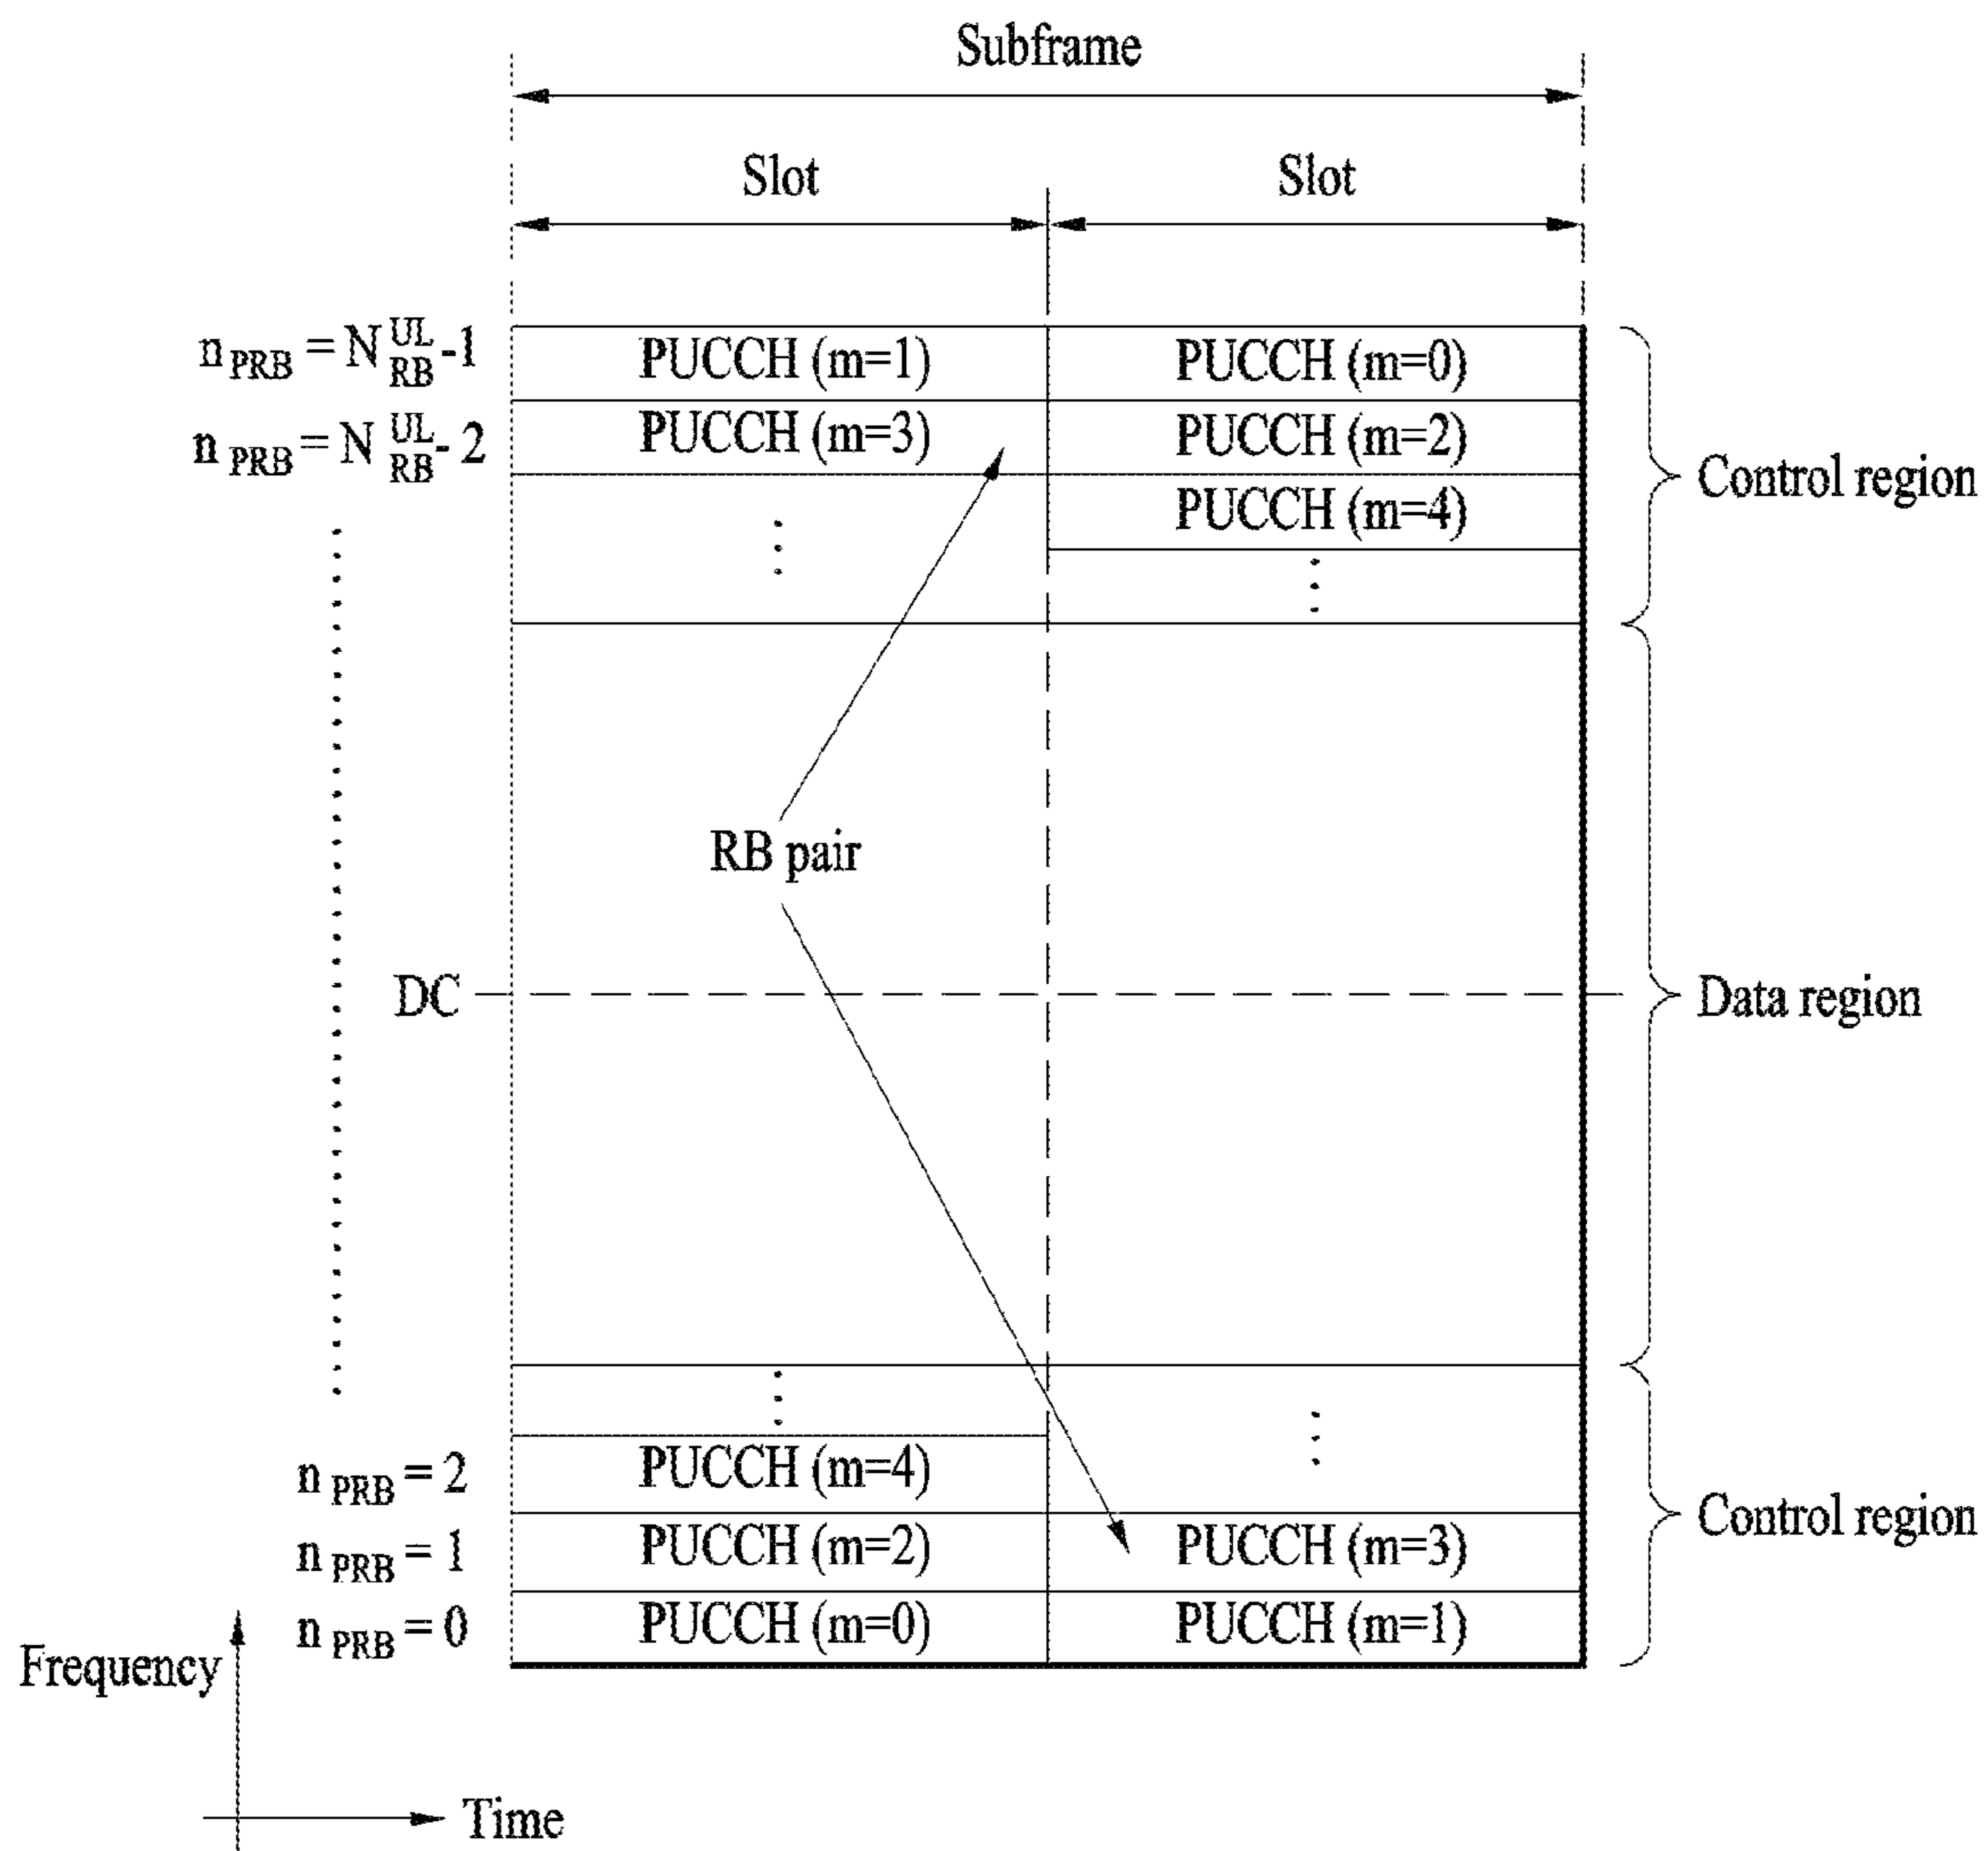 Subframe
Slot Slot
n PRB = N UL RB -1 PUCCH (m=1) PUCCH (m=0)
n PRB = N UL RB - 2 PUCCH (m=3) PUCCH (m=2)
PUCCH (m=4)
Control region
RB pair
DC
Data region
n PRB = 2 PUCCH (m=4)
Control region
n PRB = 1 PUCCH (m=2) PUCCH (m=3)
n PRB = 0 PUCCH (m=0) PUCCH (m=1)
Frequency
Time